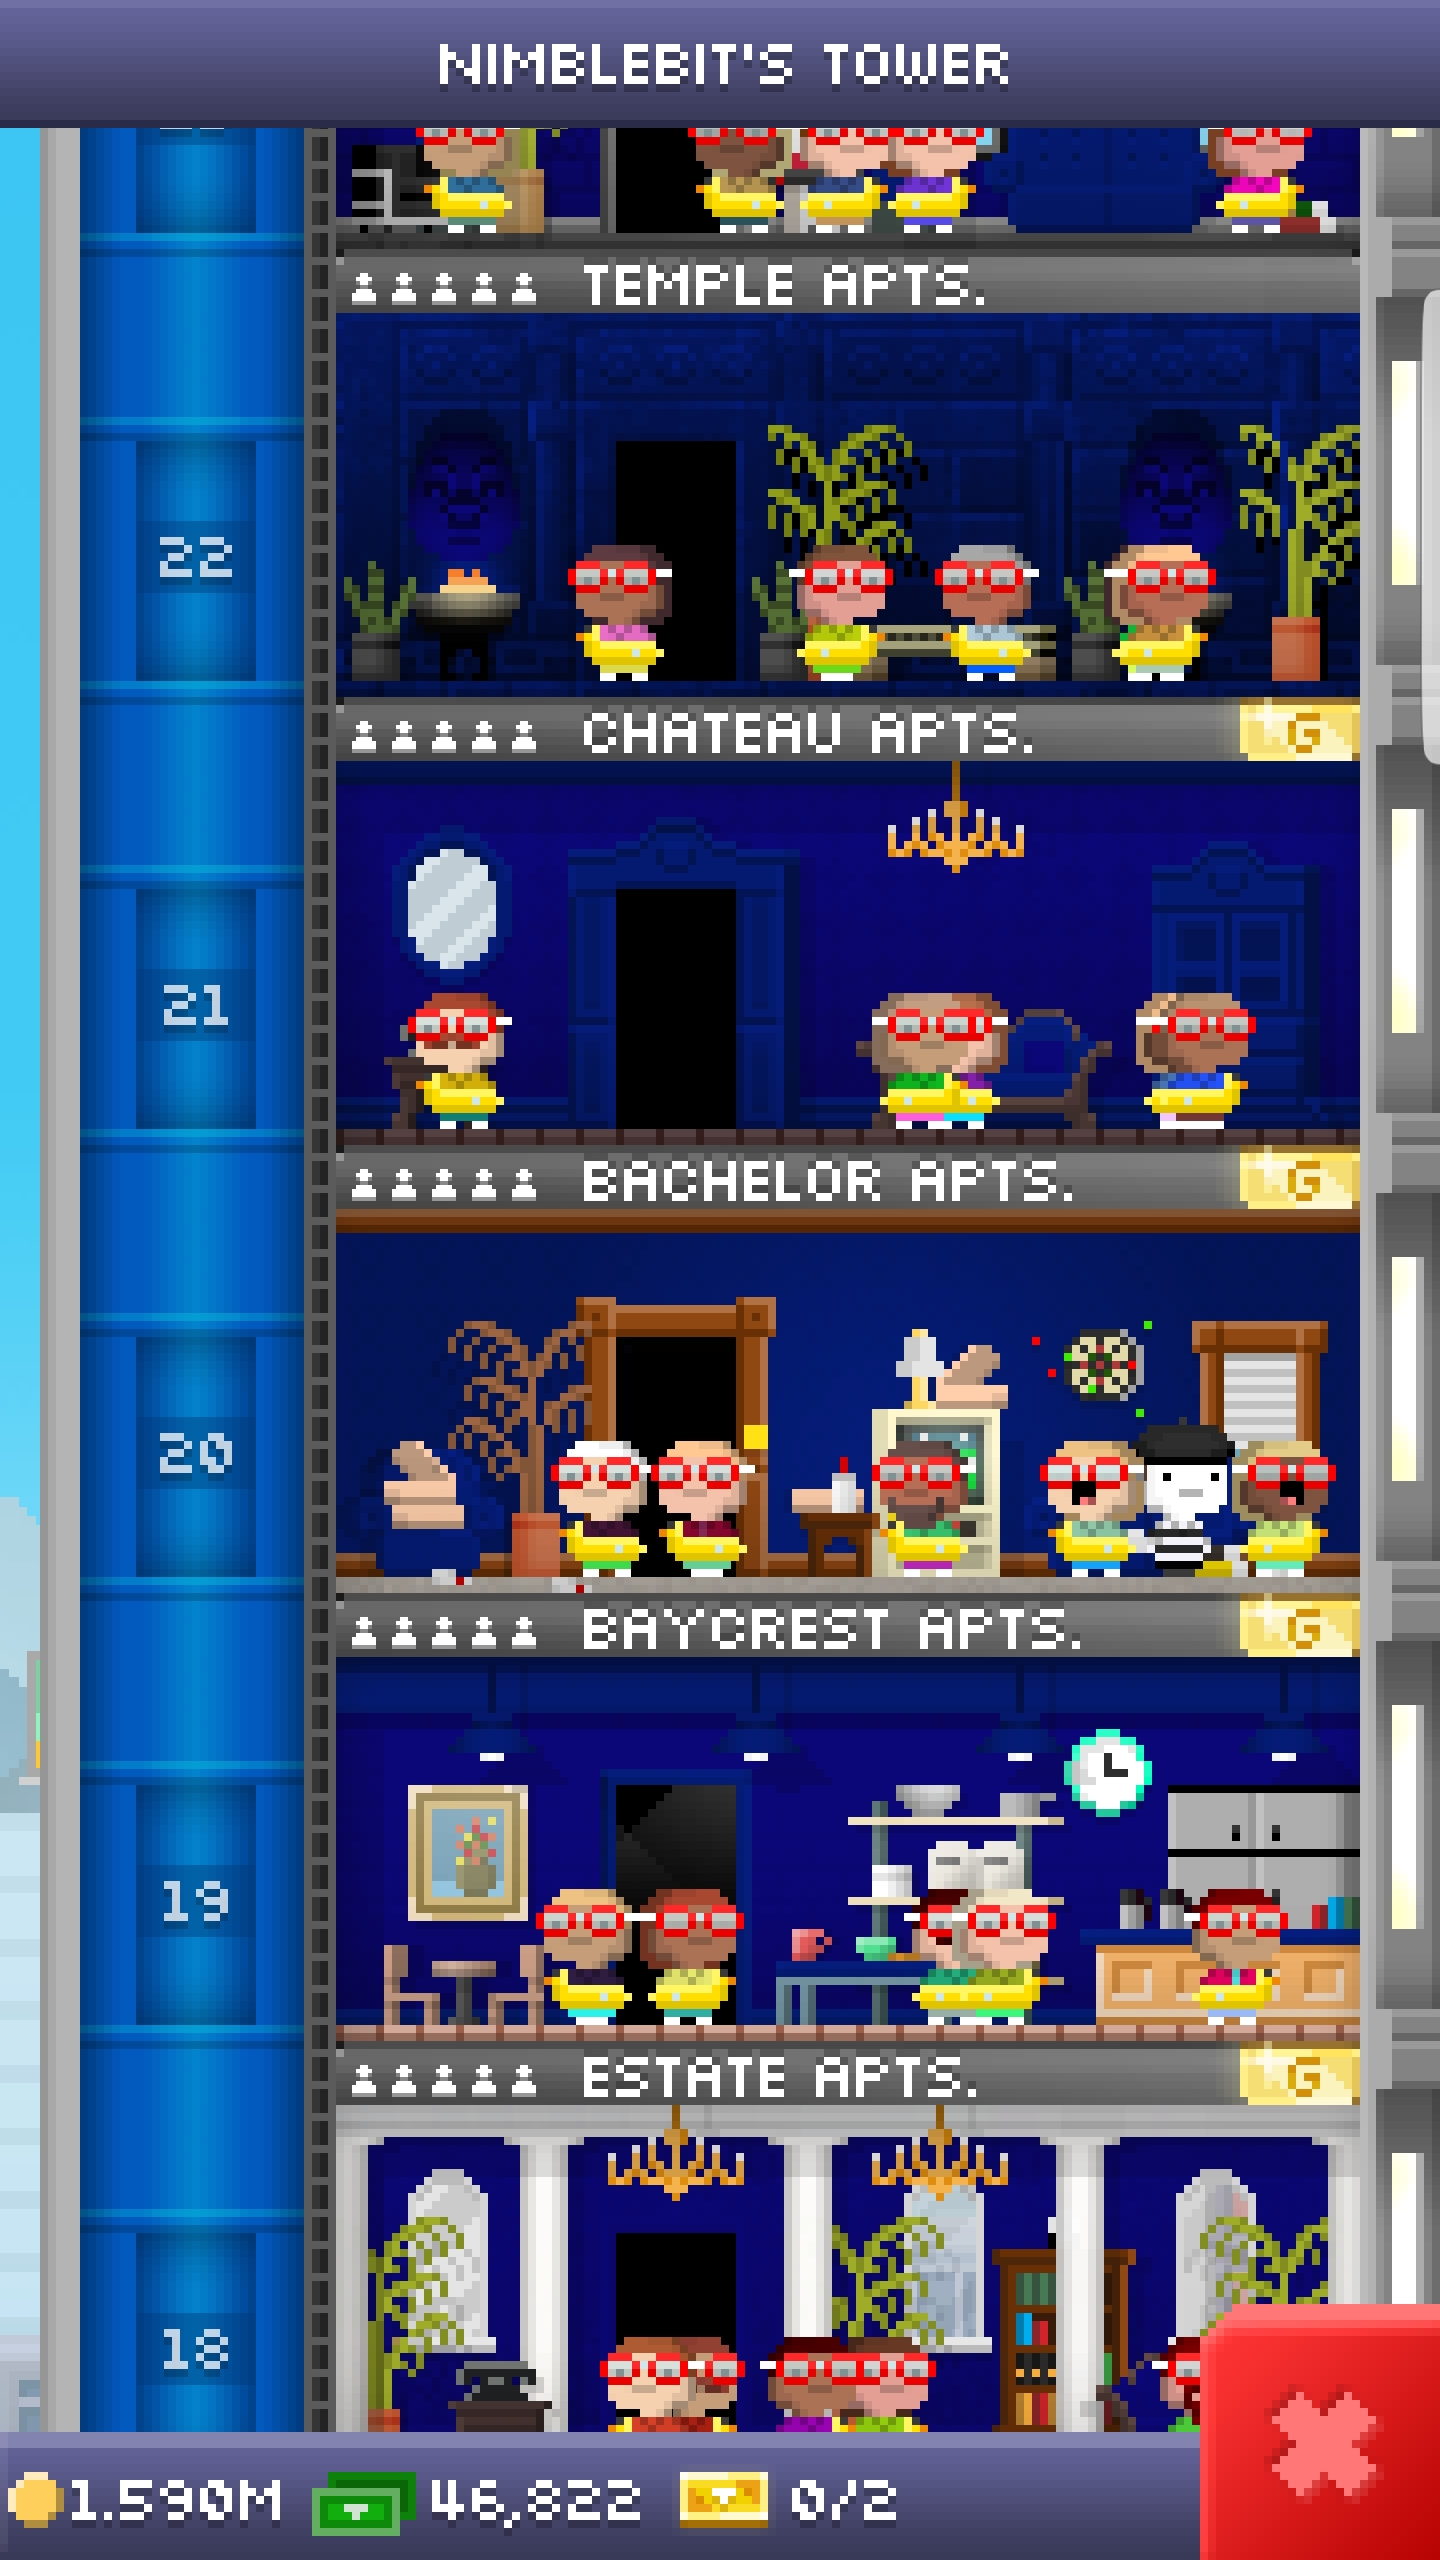 NIMBLEBIT'S TOWER
TEMPLE APTS.
22
CHATEAU APTS. G
21
BACHELOR APTS. G
20
BAYCREST APTS. G
19
ESTATE APTS. G
18
1.590M 46,822 0/2